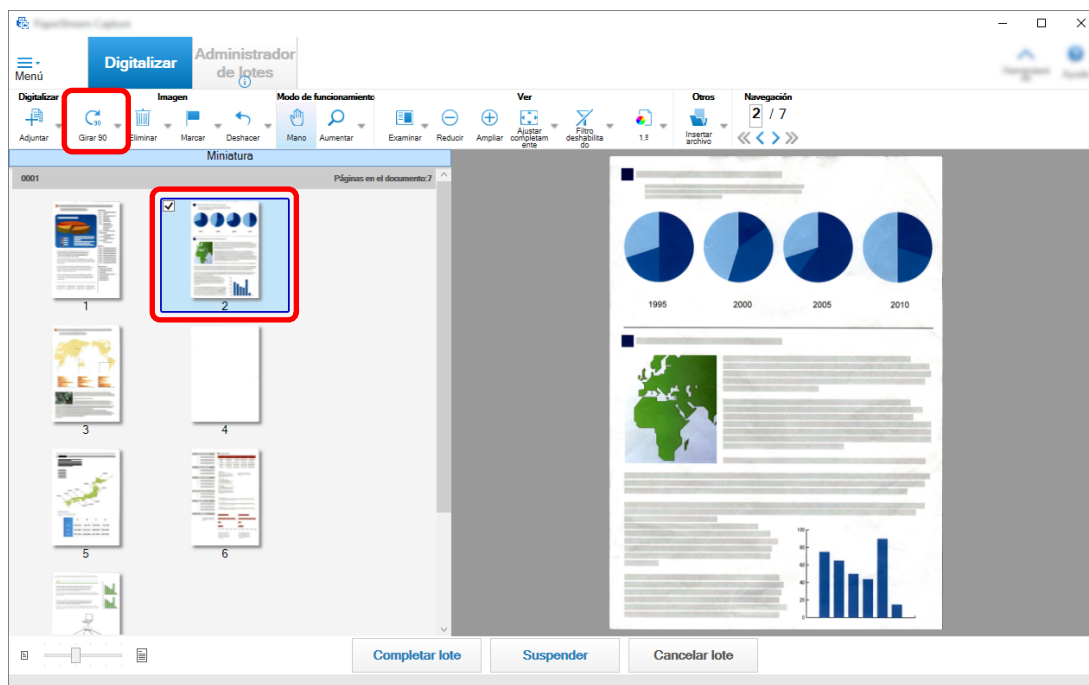 PaperStream Capture
Menú
Digitalizar
Administrador
de lotes
Digitalizar
Imagen
Modo de funcionamiento
Ver
Otros
Navegación
Adjuntar
Girar 90
Eliminar
Marcar
Deshacer
Mano
Aumentar
Examinar
Reducir
Ampliar
Ajustar
completam
ente
Filtro
deshabilita
do
Insertar
archivo
2 / 7
Miniatura
0001
Páginas en el documento:7
1
2
3
4
5
6
1995
2000
2005
2010
Completar lote
Suspender
Cancelar lote